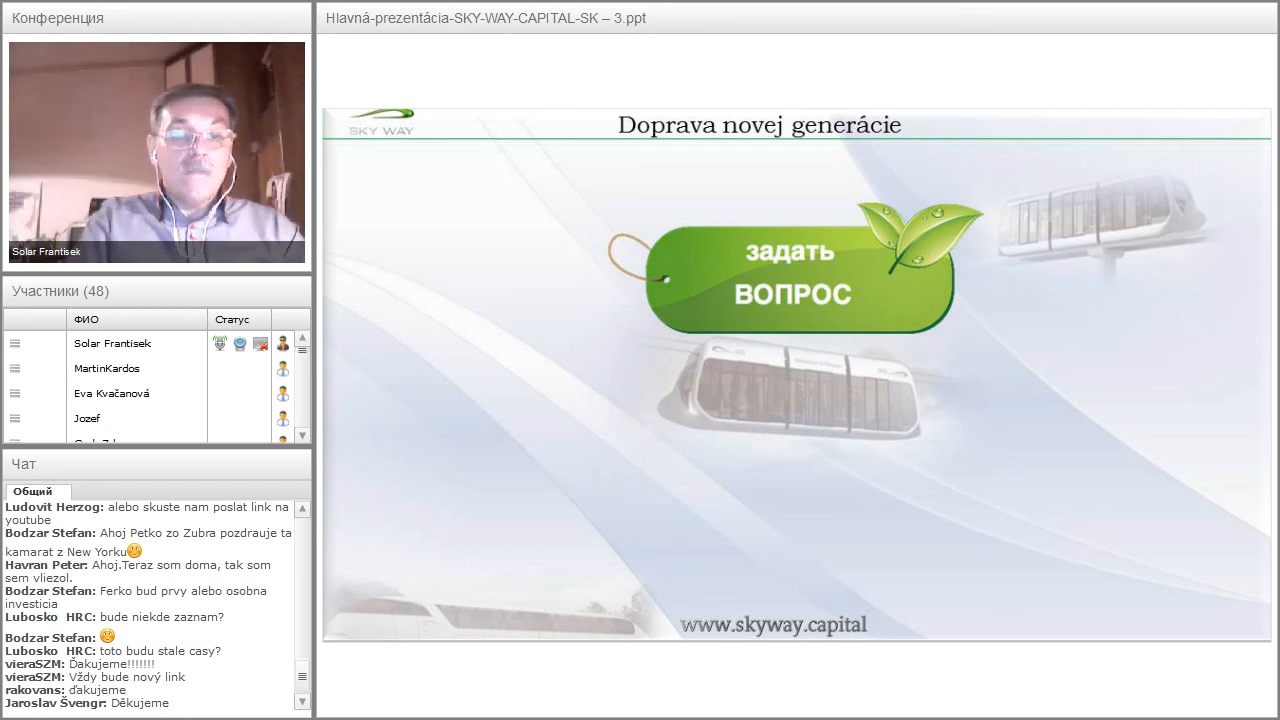 Конференция
Solar Frantisek
Участники (48)
ФИО
Статус
Solar Frantisek
MartinKardos
Eva Kvačanová
Jozef
Чат
Общий
Ludovit Herzog: alebo skuste nam poslat link na
youtube
Bodzar Stefan: Ahoj Petko zo Zubra pozdrauje ta
kamarat z New Yorku
Havran Peter: Ahoj.Teraz som doma, tak som
sem vliezol.
Bodzar Stefan: Ferko bud prvy alebo osobna
investicia
Lubosko HRC: bude niekde zaznam?
Bodzar Stefan:
Lubosko HRC: toto budu stale casy?
vieraSZM: Ďakujeme!!!!!!!
vieraSZM: Vždy bude nový link
rakovans: ďakujeme
Jaroslav Švengr: Děkujeme
Hlavná-prezentácia-SKY-WAY-CAPITAL-SK – 3.ppt
SKY WAY
Doprava novej generácie
задать
ВОПРОС
www.skyway.capital